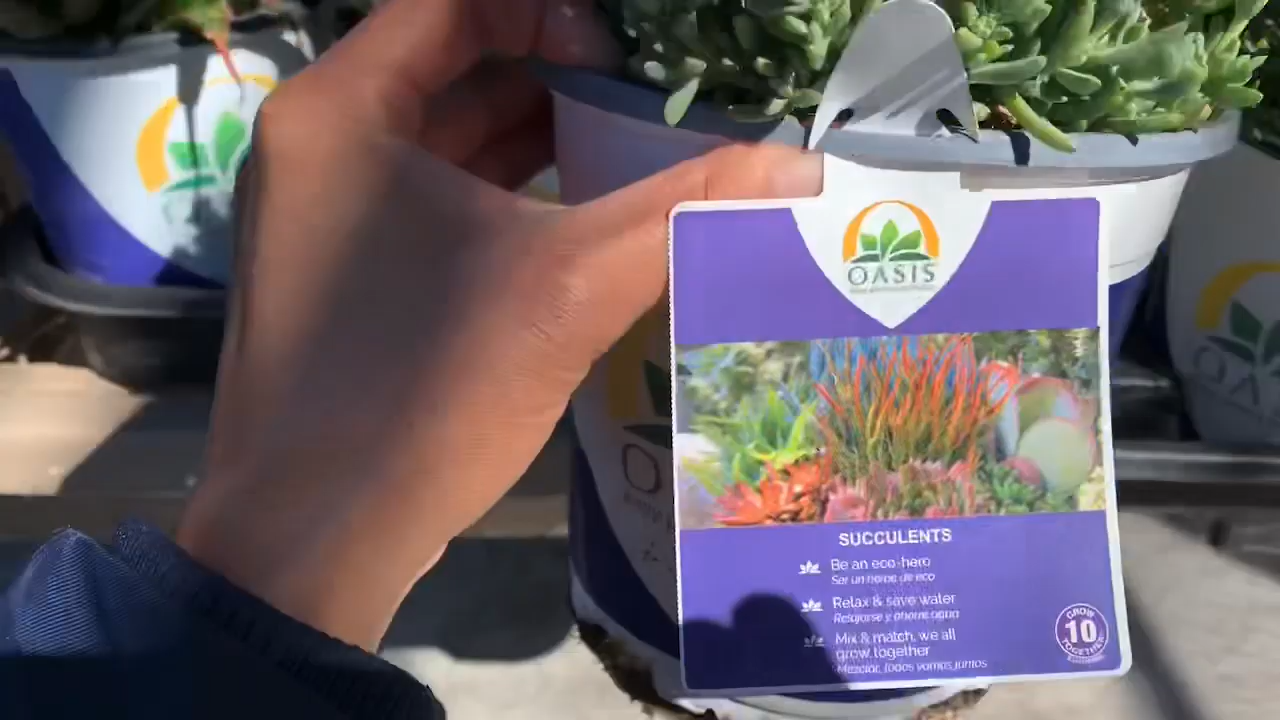 OASIS
SUCCULENTS
Be an eco-hero
Ser un héroe de eco
Relax & save water
Relajarse y ahorre agua
Mix & match, we all
grow together
Mezclar, todos vamos juntos
GROW
10
TOGETHER